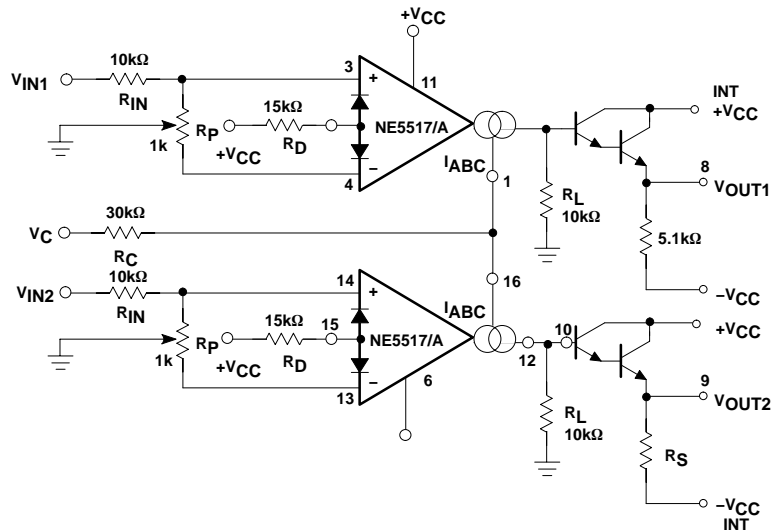 +VCC
10kΩ
VIN1
RIN
3
+
11
INT
+VCC
15kΩ
NE5517/A
RP
1k
+VCC
RD
−
4
IABC
1
8
VOUT1
RL
10kΩ
5.1kΩ
30kΩ
VC
RC
−VCC
10kΩ
VIN2
RIN
14
+
16
IABC
+VCC
15kΩ
15
NE5517/A
10
12
RP
1k
+VCC
RD
−
13
6
9
VOUT2
RL
10kΩ
RS
−VCC
INT